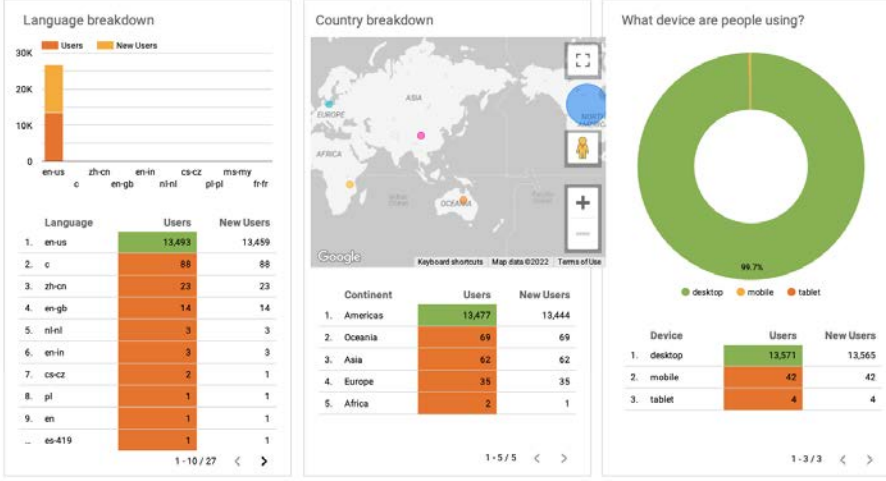 Language breakdown
Users New Users
30K
20K
10K
0
en-us zh-cn en-in cs-cz ms-my
c en-gb nl-nl pl-pl fr-fr
Language Users New Users
1. en-us 13,493 13,459
2. c 88 88
3. zh-cn 23 23
4. en-gb 14 14
5. nl-nl 3 3
6. en-in 3 3
7. cs-cz 2 1
8. pl 1 1
9. en 1 1
... es-419 1 1
1 - 10 / 27
Country breakdown
ASIA
EUROPE
NORTH
AMERICA
AFRICA
OCEANIA
Google
Keyboard shortcuts Map data ©2022 Terms of Use
Continent Users New Users
1. Americas 13,477 13,444
2. Oceania 69 69
3. Asia 62 62
4. Europe 35 35
5. Africa 2 1
1 - 5 / 5
What device are people using?
99.7%
desktop mobile tablet
Device Users New Users
1. desktop 13,571 13,565
2. mobile 42 42
3. tablet 4 4
1 - 3 / 3